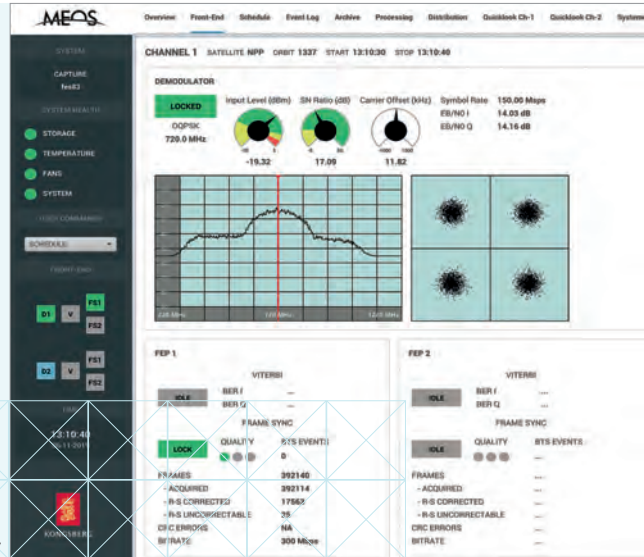 MEOS
Overview Front-End Schedule Event Log Archive Processing Distribution Quicklook Ch-1 Quicklook Ch-2 Systems
SYSTEM
CAPTURE
fes03
SYSTEM HEALTH
STORAGE
TEMPERATURE
FANS
SYSTEM
SCHEDULE
FRONT-END
D1 V FS1
FS2
D2 V FS1
FS2
13:10:40
KONGSBERG
CHANNEL 1 SATELLITE NPP ORBIT 1337 START 13:10:30 STOP 13:10:40
DEMODULATOR
LOCKED
OQPSK
720.0 MHz
Input Level (dBm) SN Ratio (dB) Carrier Offset (kHz)
-19.32 17.09 11.82
Symbol Rate 150.00 Msps
EB/N0 I 14.03 dB
EB/N0 Q 14.16 dB
FEP 1
VITERBI
IDLE
BER I ...
BER Q ...
FRAME SYNC
LOCK
QUALITY BTS EVENTS
0
FRAMES 392140
- ACQUIRED 392114
- R-S CORRECTED
- R-S UNCORRECTABLE
CRC ERRORS NA
BITRATE 300 Mbps
FEP 2
VITERBI
IDLE
BER I ...
BER Q ...
FRAME SYNC
IDLE
QUALITY BTS EVENTS
...
FRAMES ...
- ACQUIRED ...
- R-S CORRECTED ...
- R-S UNCORRECTABLE ...
CRC ERRORS ...
BITRATE ...